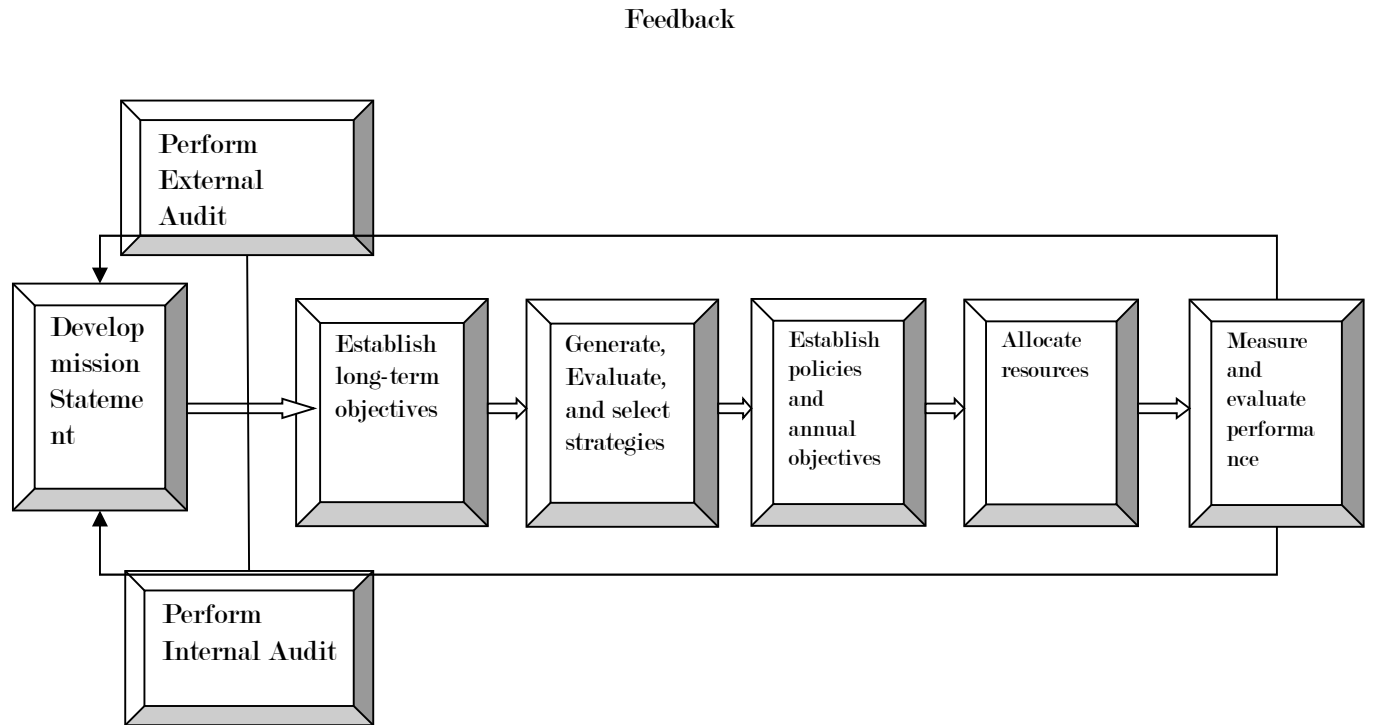 Feedback
Perform
External
Audit
Develop
mission
Stateme
nt
Establish
long-term
objectives
Generate,
Evaluate,
and select
strategies
Establish
policies
and
annual
objectives
Allocate
resources
Measure
and
evaluate
performa
nce
Perform
Internal Audit